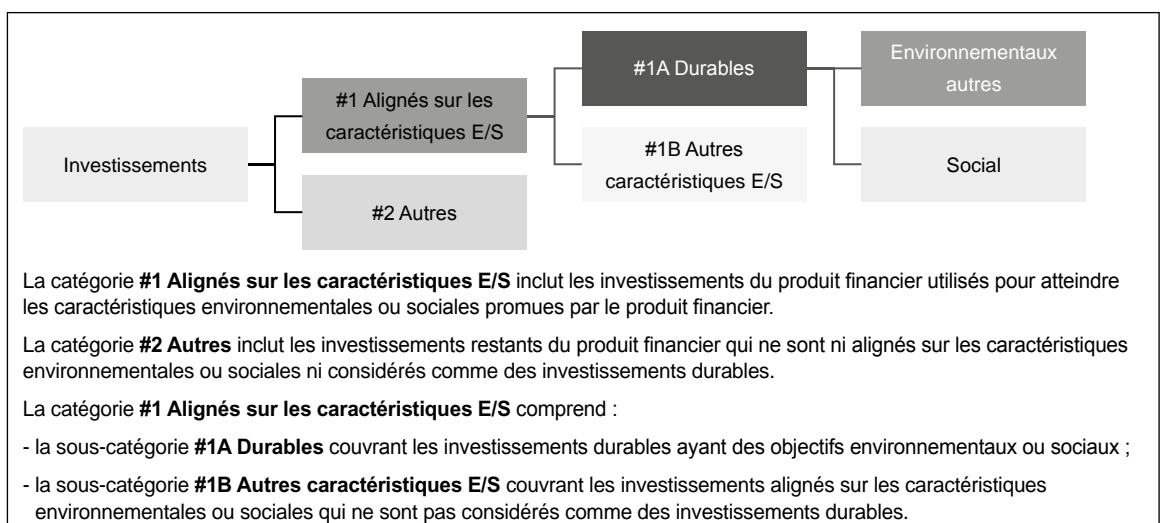 Investissements
#1 Alignés sur les
caractéristiques E/S
#2 Autres
#1A Durables
#1B Autres
caractéristiques E/S
Environnementaux
autres
Social
La catégorie #1 Alignés sur les caractéristiques E/S inclut les investissements du produit financier utilisés pour atteindre
les caractéristiques environnementales ou sociales promues par le produit financier.
La catégorie #2 Autres inclut les investissements restants du produit financier qui ne sont ni alignés sur les caractéristiques
environnementales ou sociales ni considérés comme des investissements durables.
La catégorie #1 Alignés sur les caractéristiques E/S comprend :
- la sous-catégorie #1A Durables couvrant les investissements durables ayant des objectifs environnementaux ou sociaux ;
- la sous-catégorie #1B Autres caractéristiques E/S couvrant les investissements alignés sur les caractéristiques
environnementales ou sociales qui ne sont pas considérés comme des investissements durables.